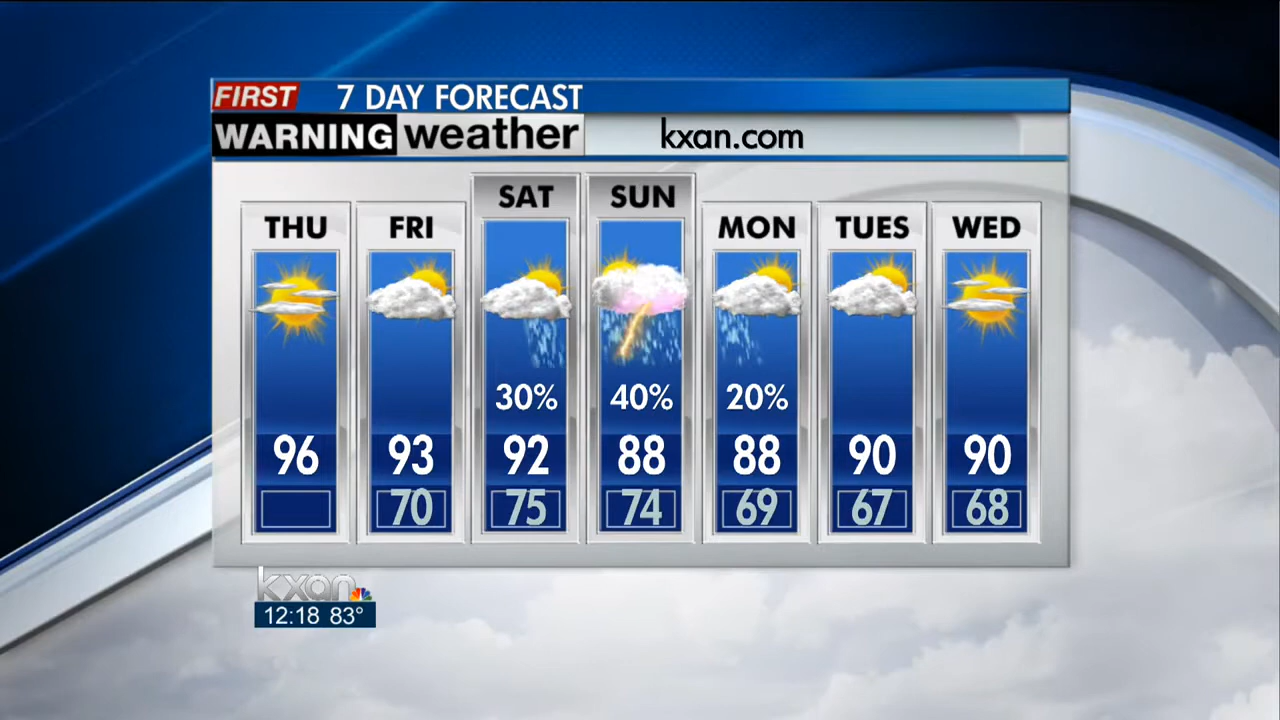 FIRST 7 DAY FORECAST
WARNING weather kxan.com
THU FRI SAT SUN MON TUES WED
30% 40% 20%
96 93 92 88 88 90 90
70 75 74 69 67 68
kxan
12:18 83°